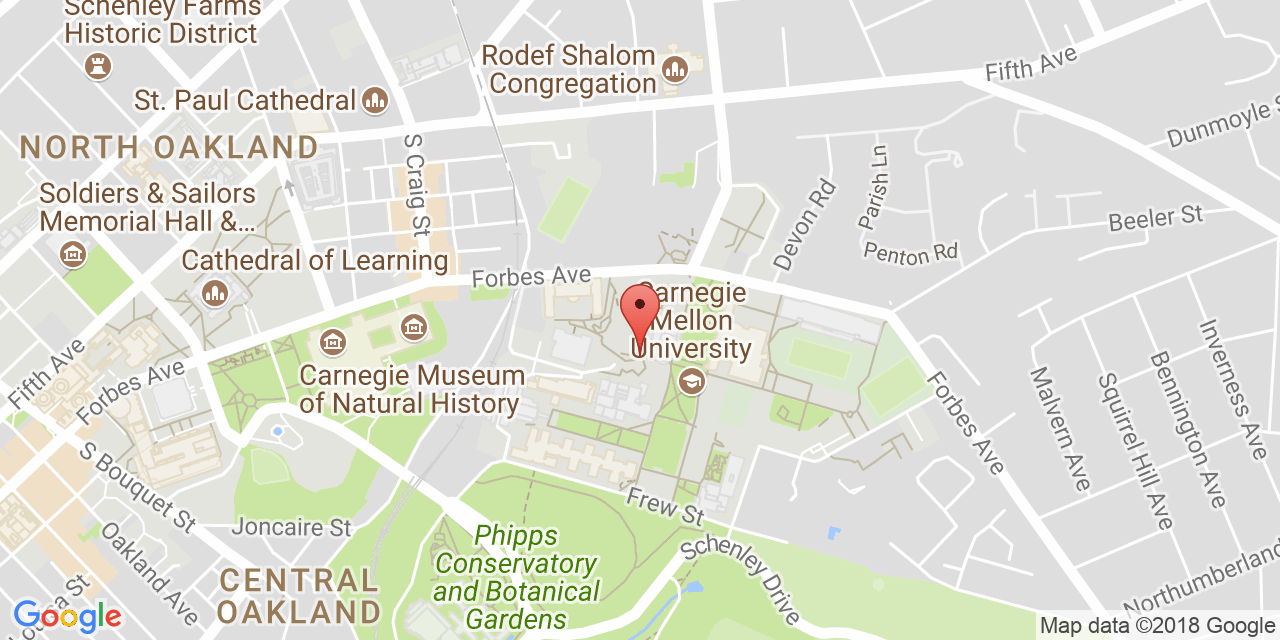 Schenley Farms
Historic District
Rodef Shalom
Congregation
Fifth Ave
St. Paul Cathedral
Dunmoyle S
NORTH OAKLAND
S Craig St
Parish Ln
Devon Rd
Soldiers & Sailors
Memorial Hall &...
Beeler St
Penton Rd
Cathedral of Learning
Forbes Ave
Carnegie
Mellon
University
Fifth Ave
Forbes Ave
Carnegie Museum
of Natural History
Inverness Ave
Bennington Ave
Squirrel Hill Ave
Malvern Ave
Forbes Ave
S Bouquet St
Joncaire St
Oakland Ave
Frew St
Phipps
Conservatory
and Botanical
Gardens
Schenley Drive
Northumberland
CENTRAL
OAKLAND
Google
Map data ©2018 Google